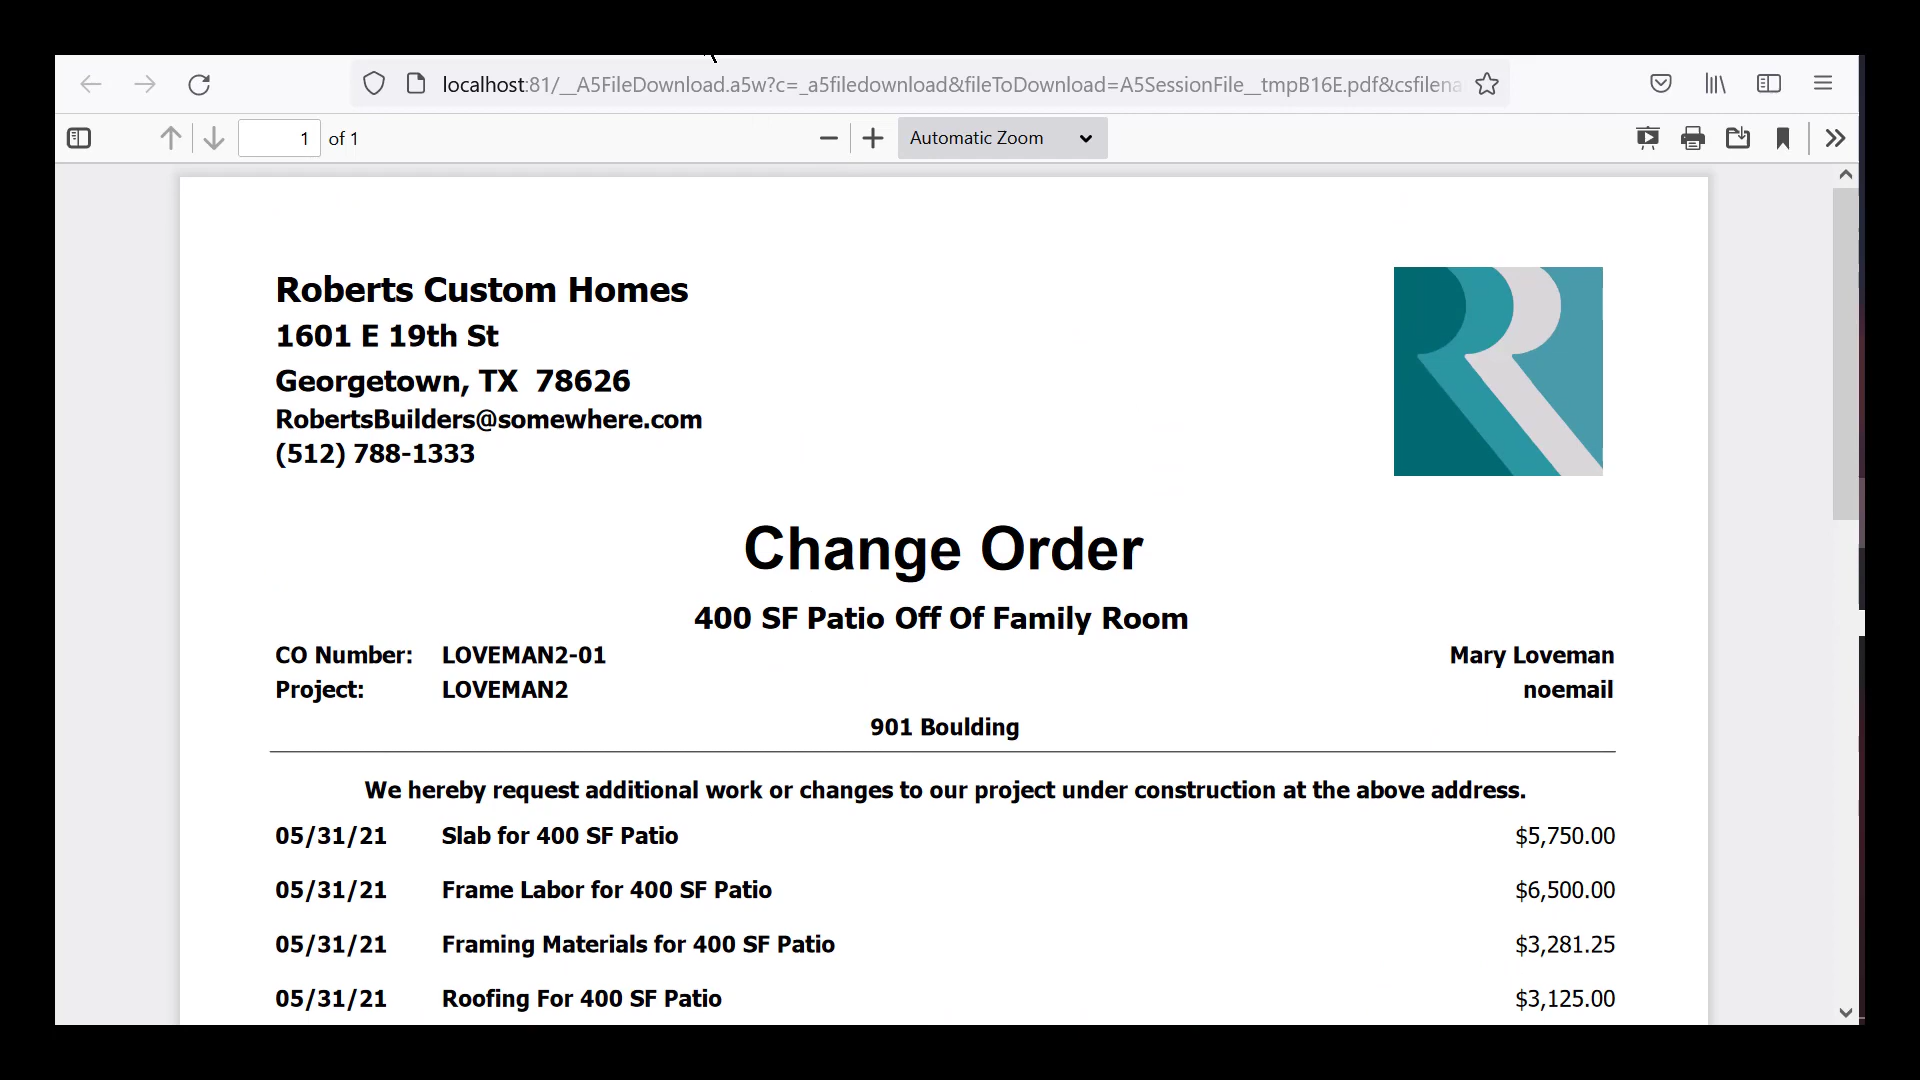 localhost:81/__A5FileDownload.a5w?c=_a5filedownload&fileToDownload=A5SessionFile__tmpB16E.pdf&csfilena
1 of 1
Automatic Zoom
Roberts Custom Homes
1601 E 19th St
Georgetown, TX 78626
RobertsBuilders@somewhere.com
(512) 788-1333
Change Order
400 SF Patio Off Of Family Room
CO Number: LOVEMAN2-01 Mary Loveman
Project: LOVEMAN2 noemail
901 Boulding
We hereby request additional work or changes to our project under construction at the above address.
05/31/21 Slab for 400 SF Patio $5,750.00
05/31/21 Frame Labor for 400 SF Patio $6,500.00
05/31/21 Framing Materials for 400 SF Patio $3,281.25
05/31/21 Roofing For 400 SF Patio $3,125.00